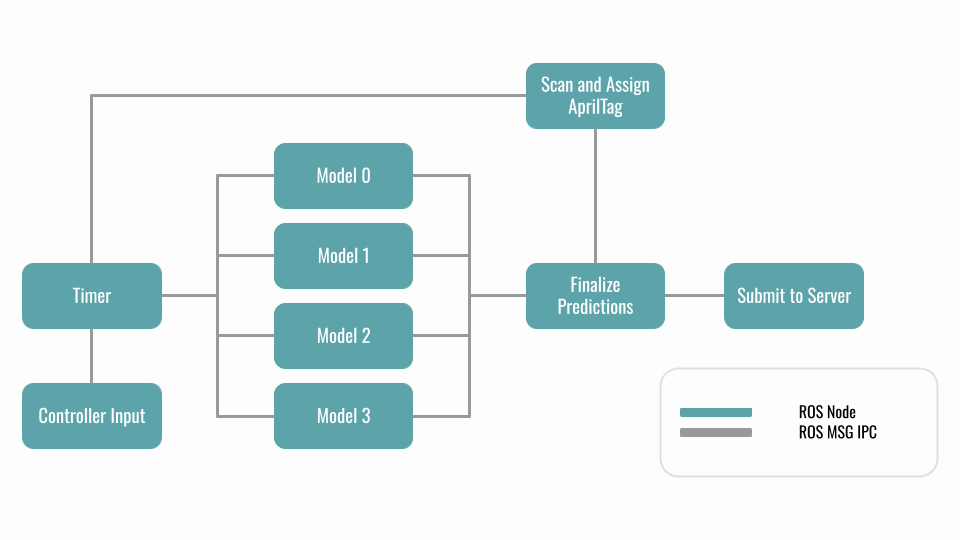 Scan and Assign
AprilTag
Model 0
Model 1
Timer
Finalize
Predictions
Submit to Server
Model 2
Controller Input
Model 3
ROS Node
ROS MSG IPC